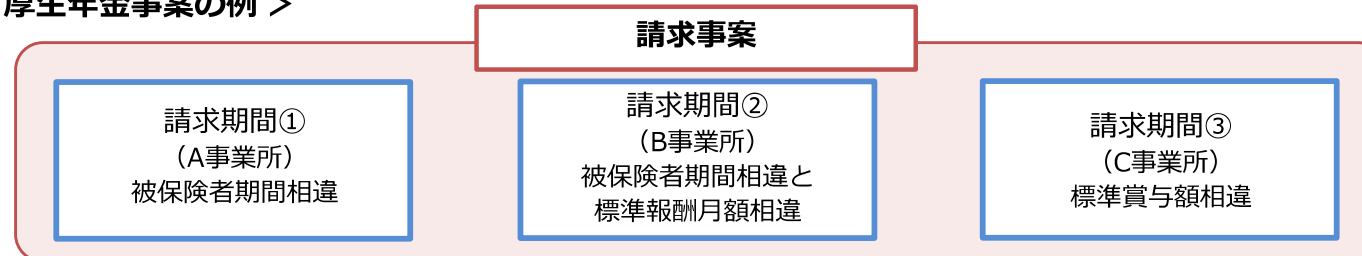 厚生年金事案の例 >
請求事案
請求期間①
（A事業所）
被保険者期間相違
請求期間②
（B事業所）
被保険者期間相違と
標準報酬月額相違
請求期間③
（C事業所）
標準賞与額相違